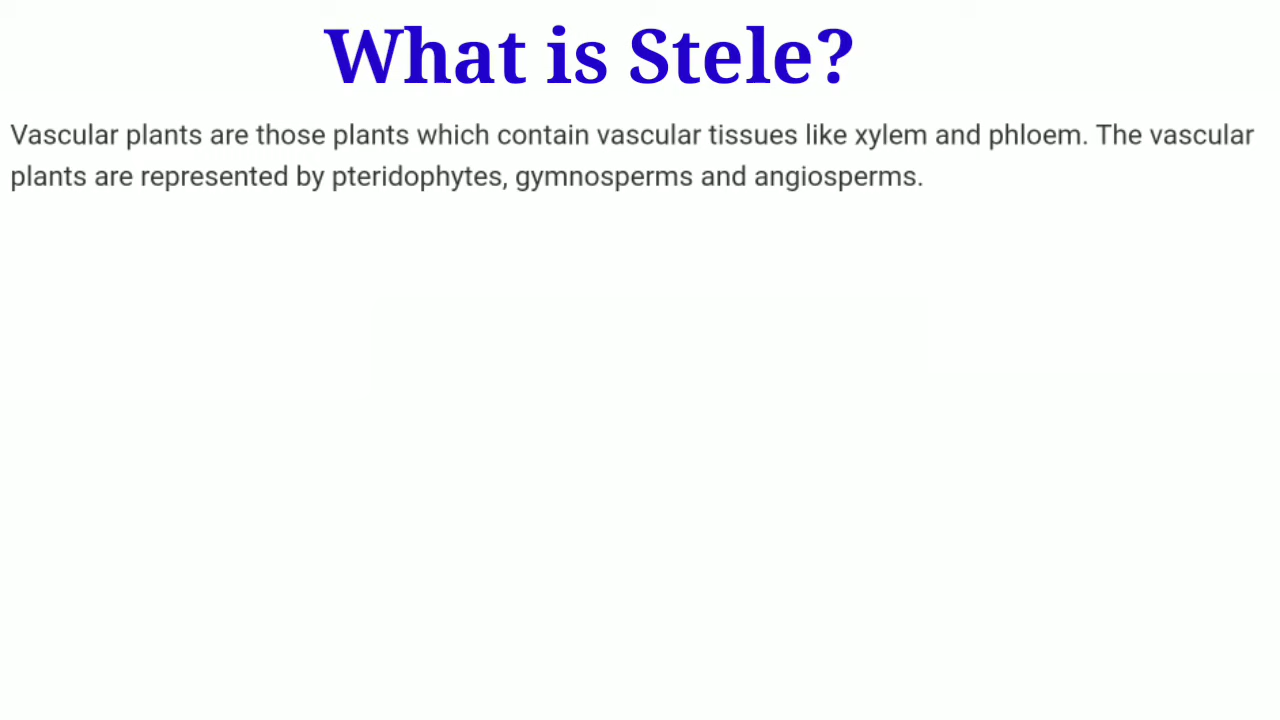 What is Stele?
Vascular plants are those plants which contain vascular tissues like xylem and phloem. The vascular
plants are represented by pteridophytes, gymnosperms and angiosperms.